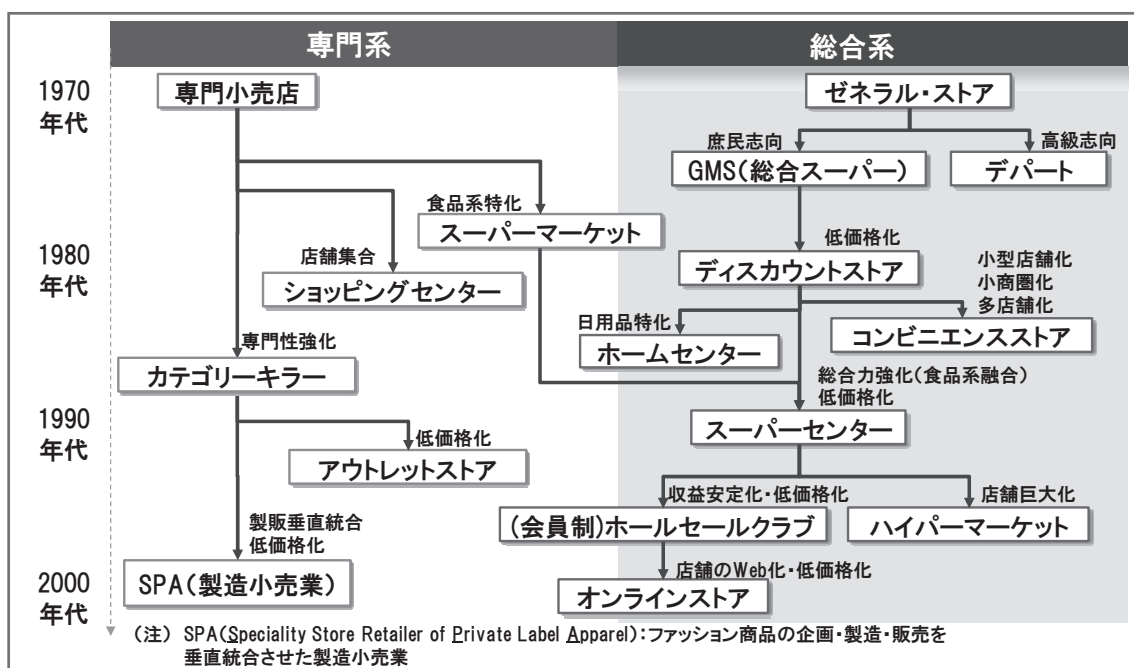 専門系
総合系
1970
年代
専門小売店
ゼネラル・ストア
庶民志向
高級志向
GMS(総合スーパー)
デパート
食品系特化
スーパーマーケット
1980
年代
店舗集合
ショッピングセンター
低価格化
ディスカウントストア
小型店舗化
小商圏化
多店舗化
日用品特化
ホームセンター
コンビニエンスストア
専門性強化
カテゴリーキラー
総合力強化(食品系融合)
低価格化
1990
年代
スーパーセンター
低価格化
アウトレットストア
収益安定化・低価格化
店舗巨大化
(会員制)ホールセールクラブ
ハイパーマーケット
製販垂直統合
低価格化
2000
年代
SPA(製造小売業)
店舗のWeb化・低価格化
オンラインストア
(注) SPA(Speciality Store Retailer of Private Label Apparel):ファッション商品の企画・製造・販売を
垂直統合させた製造小売業